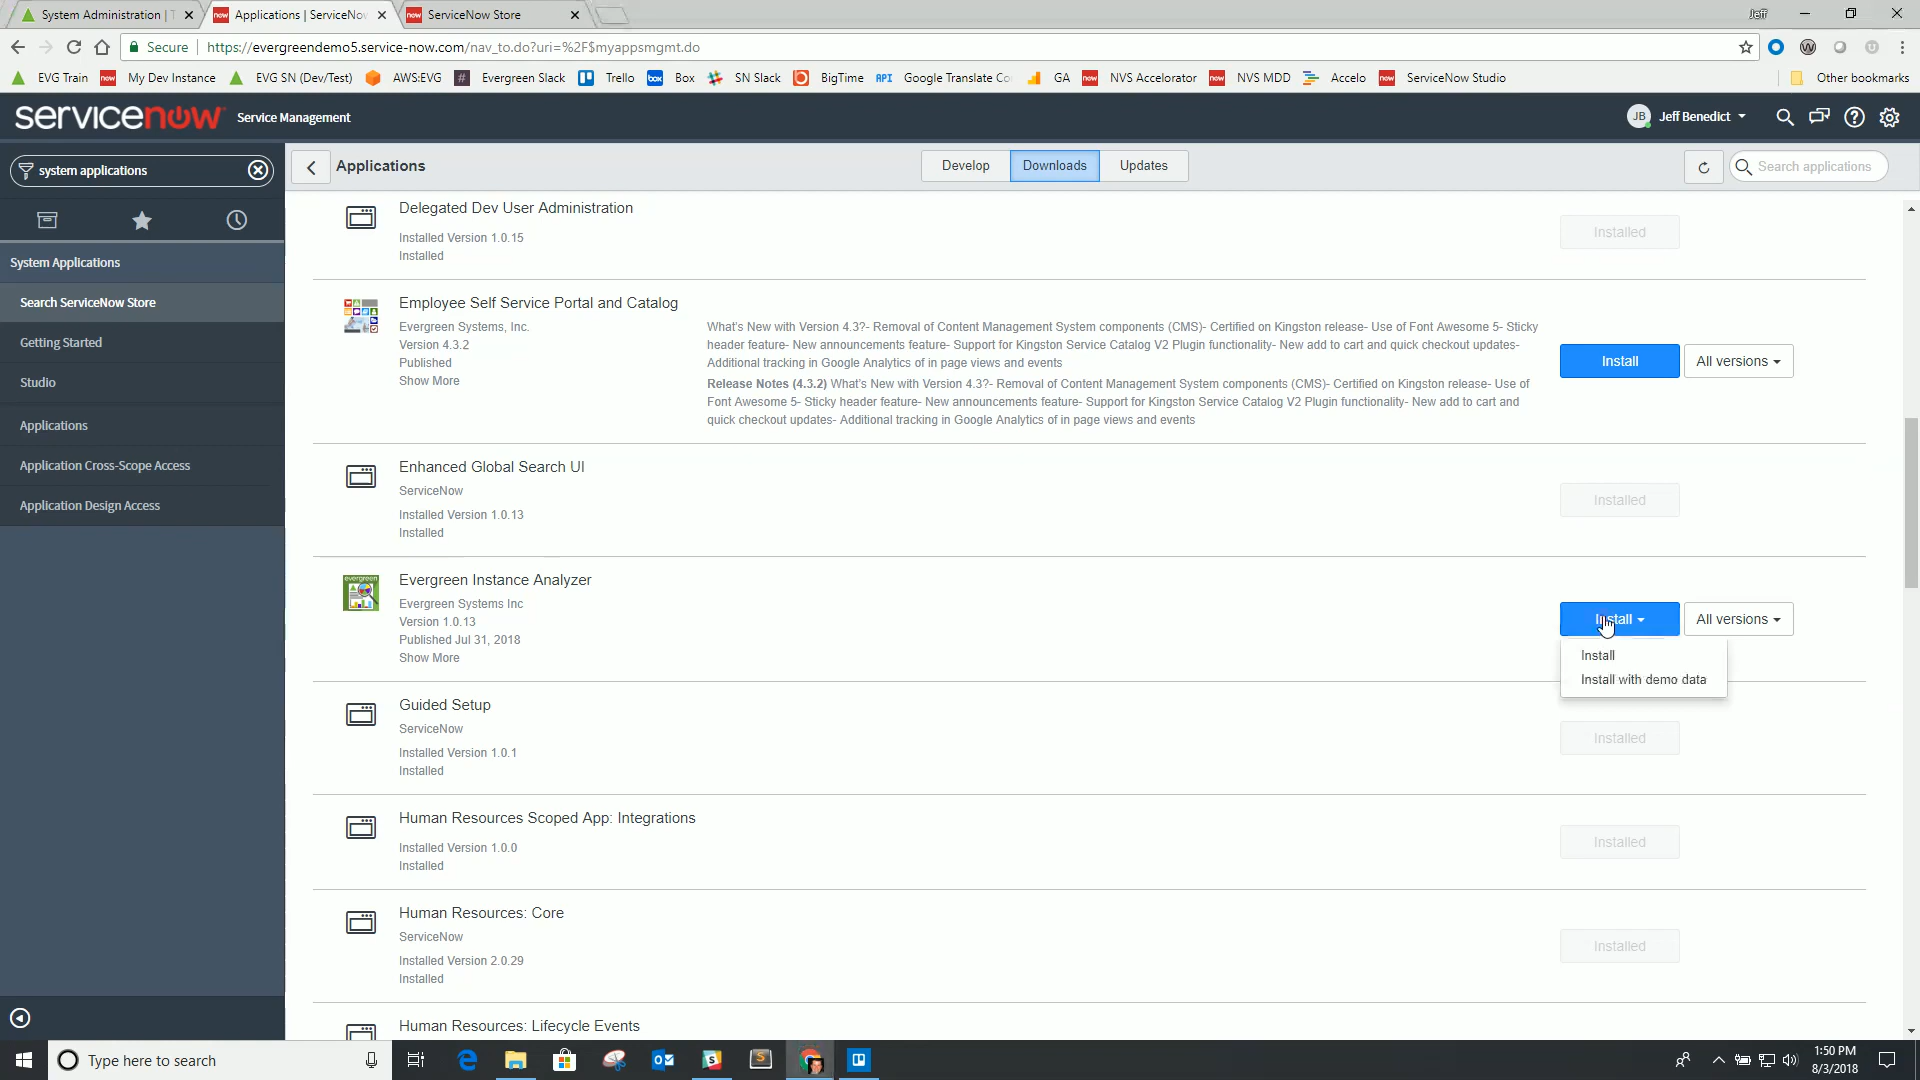 System Administration | T
Applications | ServiceNow
ServiceNow Store
Jeff
Secure
https://evergreendemo5.service-now.com/nav_to.do?uri=%2F$myappsmgmt.do
EVG Train
My Dev Instance
EVG SN (Dev/Test)
AWS:EVG
Evergreen Slack
Trello
Box
SN Slack
BigTime
API Google Translate Co
GA
NVS Accelerator
NVS MDD
Accelo
ServiceNow Studio
Other bookmarks
servicenow
Service Management
JB
Jeff Benedict
system applications
Applications
Develop
Downloads
Updates
Search applications
System Applications
Search ServiceNow Store
Getting Started
Studio
Applications
Application Cross-Scope Access
Application Design Access
Delegated Dev User Administration
Installed Version 1.0.15
Installed
Installed
Employee Self Service Portal and Catalog
Evergreen Systems, Inc.
Version 4.3.2
Published
Show More
What's New with Version 4.3?- Removal of Content Management System components (CMS)- Certified on Kingston release- Use of Font Awesome 5- Sticky
header feature- New announcements feature- Support for Kingston Service Catalog V2 Plugin functionality- New add to cart and quick checkout updates-
Additional tracking in Google Analytics of in page views and events
Release Notes (4.3.2) What's New with Version 4.3?- Removal of Content Management System components (CMS)- Certified on Kingston release- Use of
Font Awesome 5- Sticky header feature- New announcements feature- Support for Kingston Service Catalog V2 Plugin functionality- New add to cart and
quick checkout updates- Additional tracking in Google Analytics of in page views and events
Install
All versions
Enhanced Global Search UI
ServiceNow
Installed Version 1.0.13
Installed
Installed
evergreen
Evergreen Instance Analyzer
Evergreen Systems Inc
Version 1.0.13
Published Jul 31, 2018
Show More
Install
All versions
Install
Install with demo data
Guided Setup
ServiceNow
Installed Version 1.0.1
Installed
Installed
Human Resources Scoped App: Integrations
Installed Version 1.0.0
Installed
Installed
Human Resources: Core
ServiceNow
Installed Version 2.0.29
Installed
Installed
Human Resources: Lifecycle Events
Type here to search
1:50 PM
8/3/2018